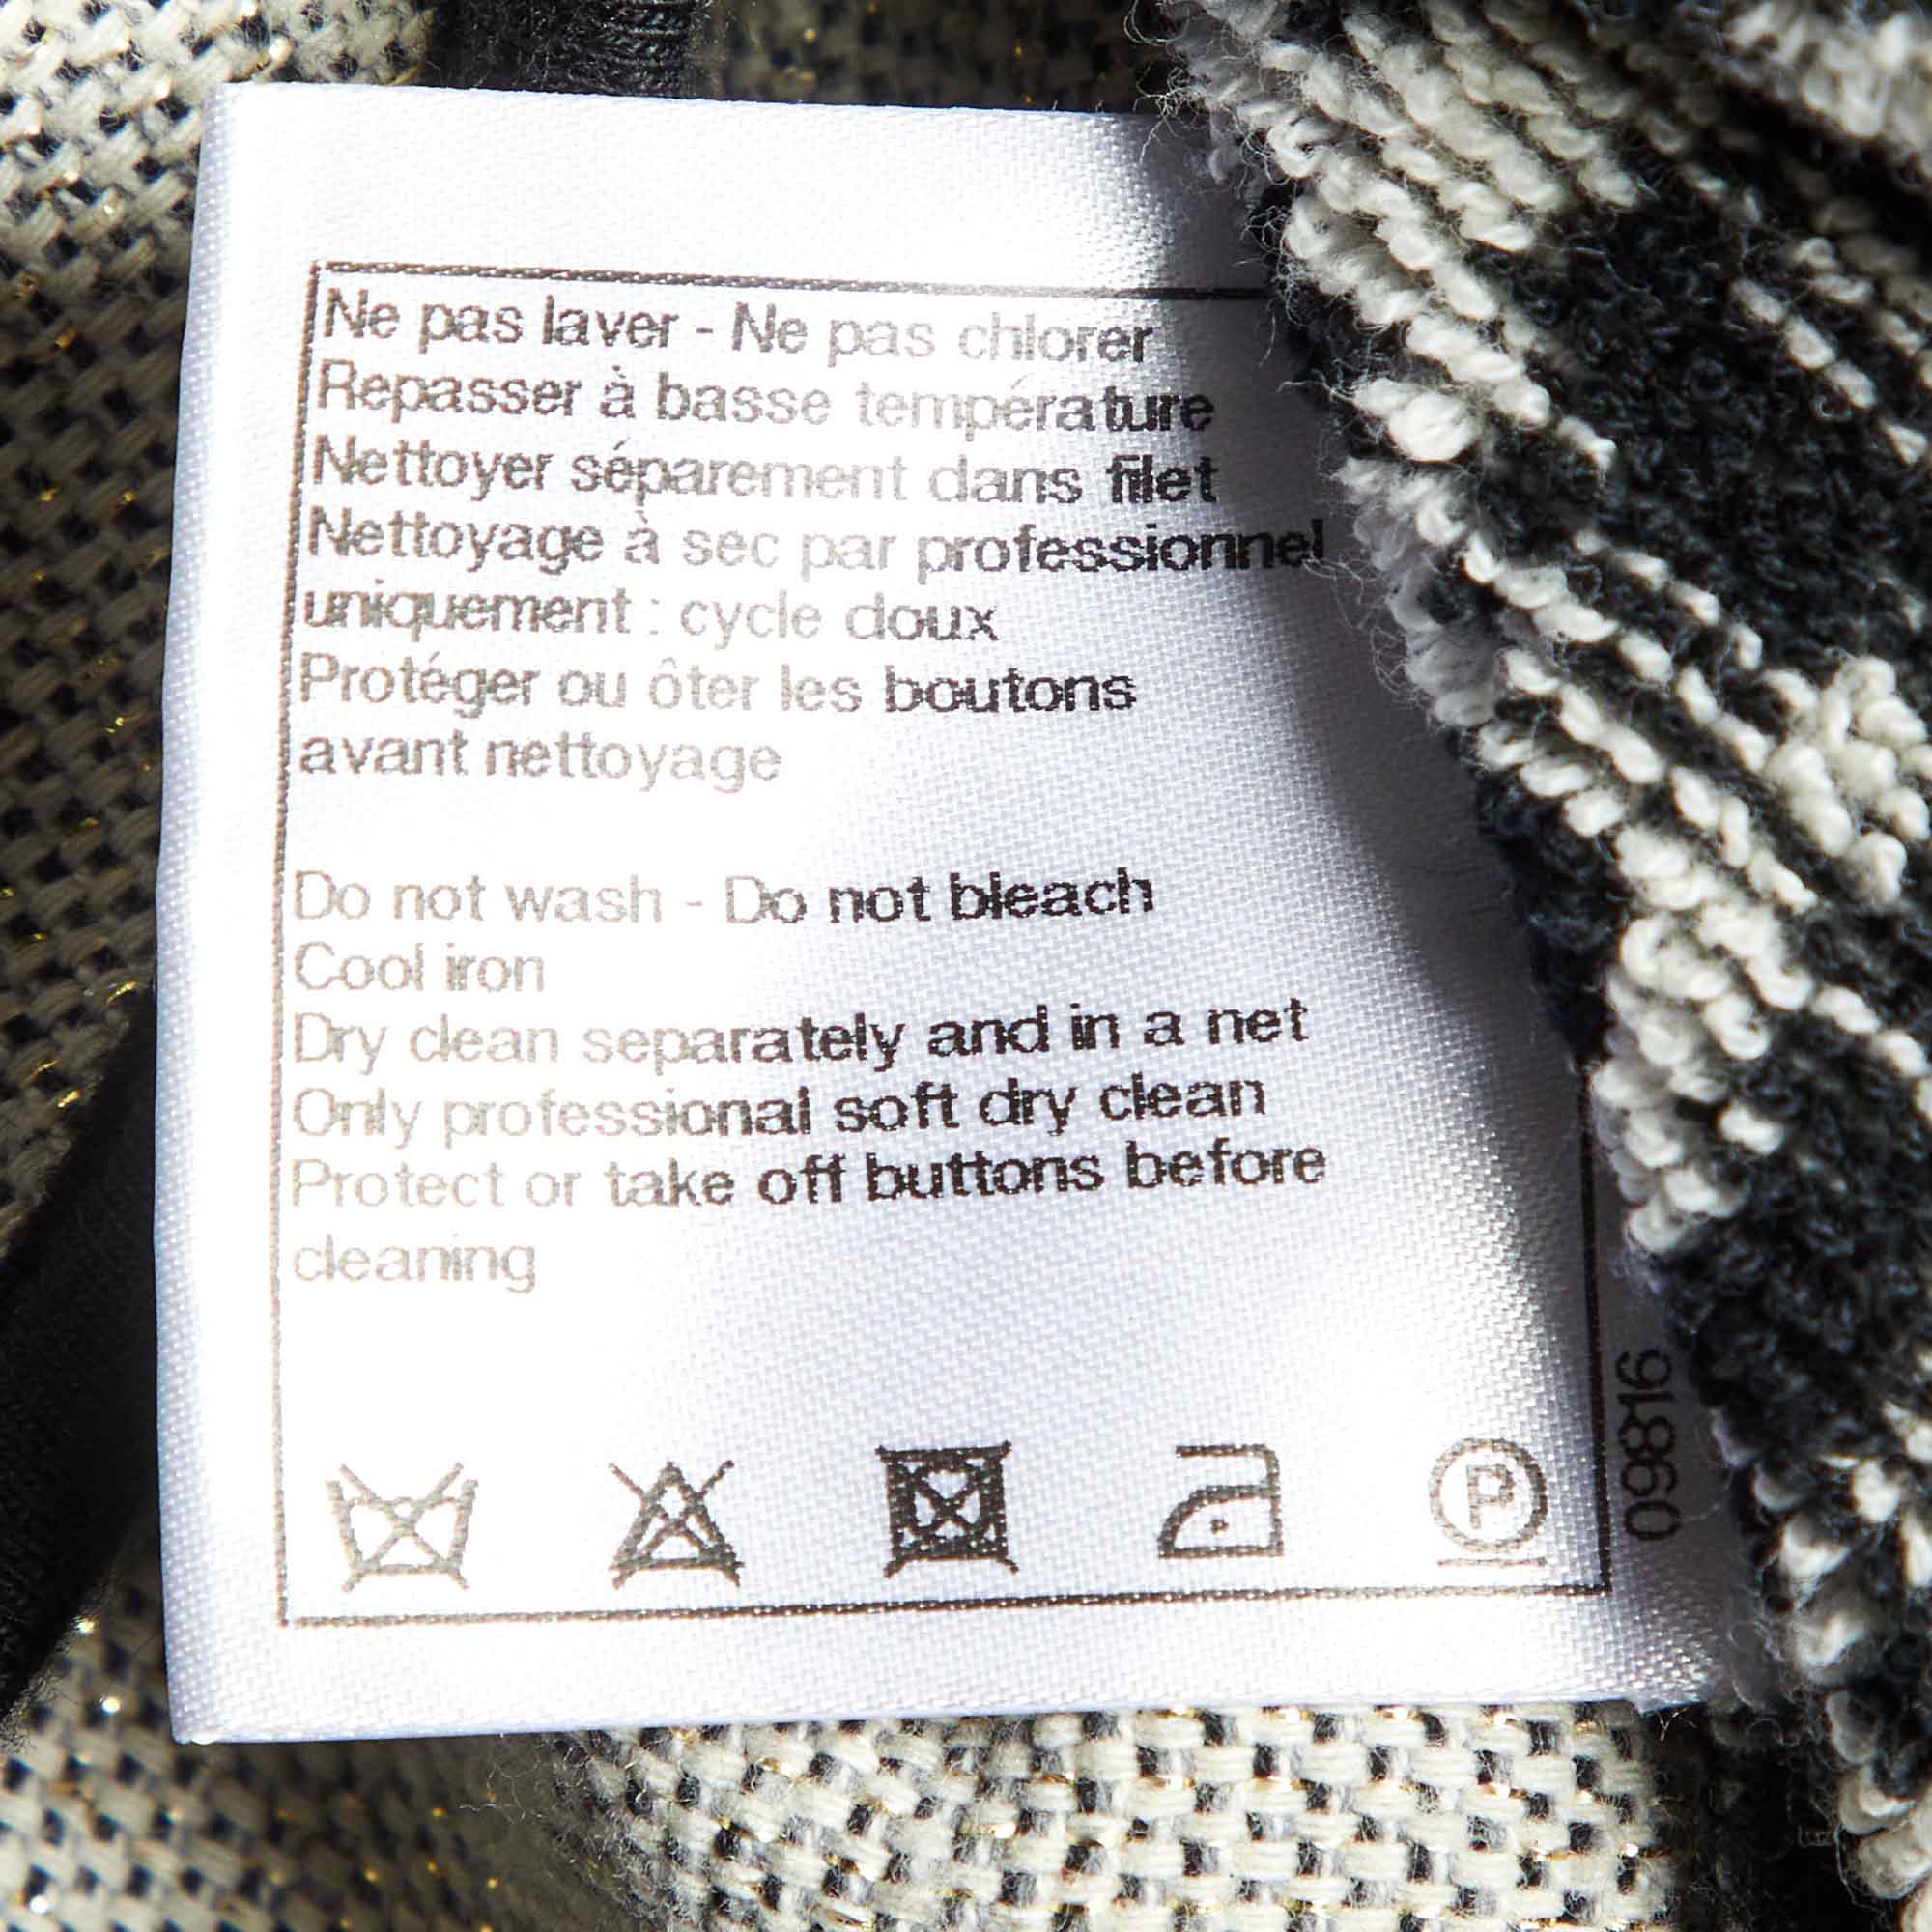 Ne pas laver - Ne pas chlorer
Repasser à basse température
Nettoyer séparement dans filet
Nettoyage à sec par professionnel
uniquement : cycle doux
Protéger ou ôter les boutons
avant nettoyage
Do not wash - Do not bleach
Cool iron
Dry clean separately and in a net
Only professional soft dry clean
Protect or take off buttons before
cleaning
P
09816